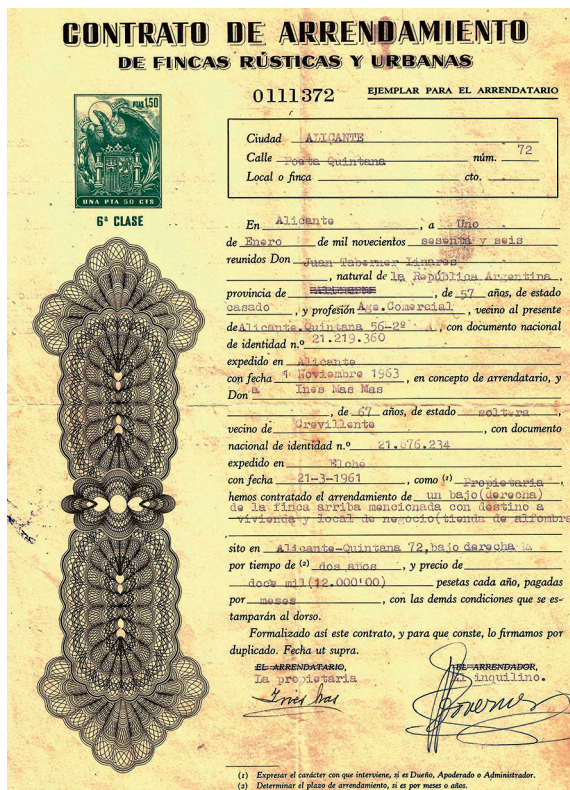 CONTRATO DE ARRENDAMIENTO
DE FINCAS RÚSTICAS Y URBANAS
0111372
EJEMPLAR PARA EL ARRENDATARIO
PTAS 1,50
UNA PTA 50 CTS
6ª CLASE
Ciudad ALICANTE
Calle Poeta Quintana núm. 72
Local o finca cto.
En Alicante, a Uno
de Enero de mil novecientos sesenta y seis
reunidos Don Juan Taberner Linares
, natural de la República Argentina,
provincia de , de 57 años, de estado
casado, y profesión Age.Comercial, vecino al presente
de Alicante.Quintana 56-2º A, con documento nacional
de identidad n.º 21.219.360
expedido en Alicante
con fecha 1 Noviembre 1963, en concepto de arrendatario, y
Don a Ines Mas Mas
, de 67 años, de estado soltera,
vecino de Crevillente, con documento
nacional de identidad n.º 21.676.234
expedido en Elche
con fecha 21-3-1961, como (1) Propietaria,
hemos contratado el arrendamiento de un bajo(derecha)
de la finca arriba mencionada con destino a
vivienda y local de negocio(tienda de alfombra
sito en Alicante-Quintana 72,bajo derecha
por tiempo de (2) dos años, y precio de
doce mil(12.000'00) pesetas cada año, pagadas
por meses, con las demás condiciones que se es-
tamparán al dorso.
Formalizado así este contrato, y para que conste, lo firmamos por
duplicado. Fecha ut supra.
EL ARRENDATARIO, EL ARRENDADOR,
La propietaria El inquilino.
Inés Mas
(1) Expresar el carácter con que interviene, si es Dueño, Apoderado o Administrador.
(2) Determinar el plazo de arrendamiento, si es por meses o años.